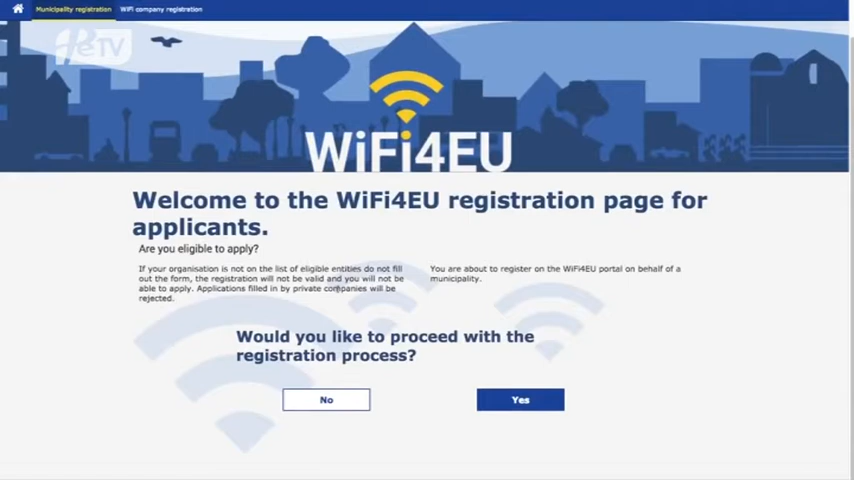 Municipality registration WiFi company registration
PeTV
WiFi4EU
Welcome to the WiFi4EU registration page for
applicants.
Are you eligible to apply?
If your organisation is not on the list of eligible entities do not fill
out the form, the registration will not be valid and you will not be
able to apply. Applications filled in by private companies will be
rejected.
You are about to register on the WiFi4EU portal on behalf of a
municipality.
Would you like to proceed with the
registration process?
No
Yes